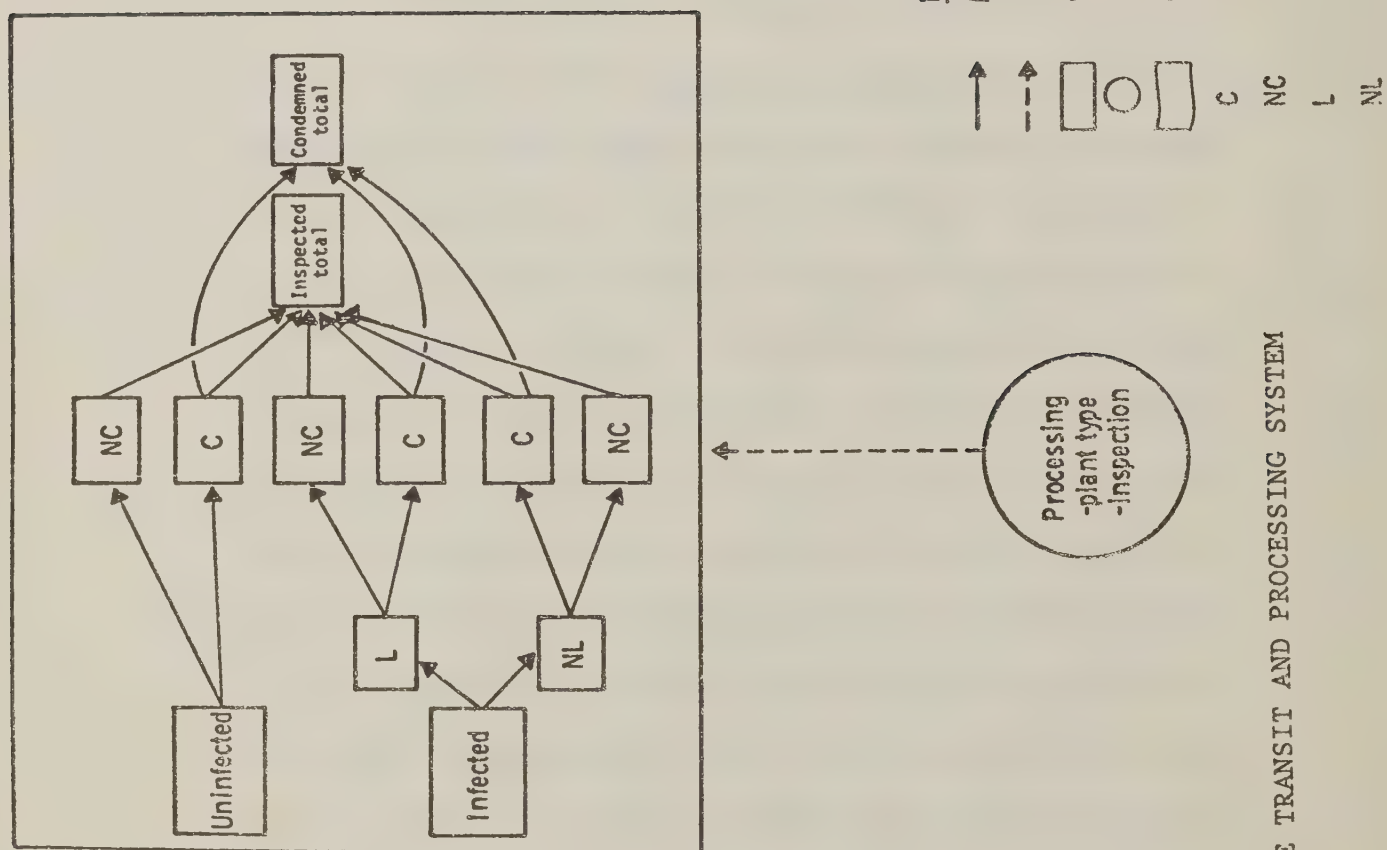 Condemned
total
Inspected
total
NC
C
NC
C
C
NC
L
NL
Uninfected
Infected
Processing
-plant type
-inspection
C
NC
L
NL
TRANSIT AND PROCESSING SYSTEM